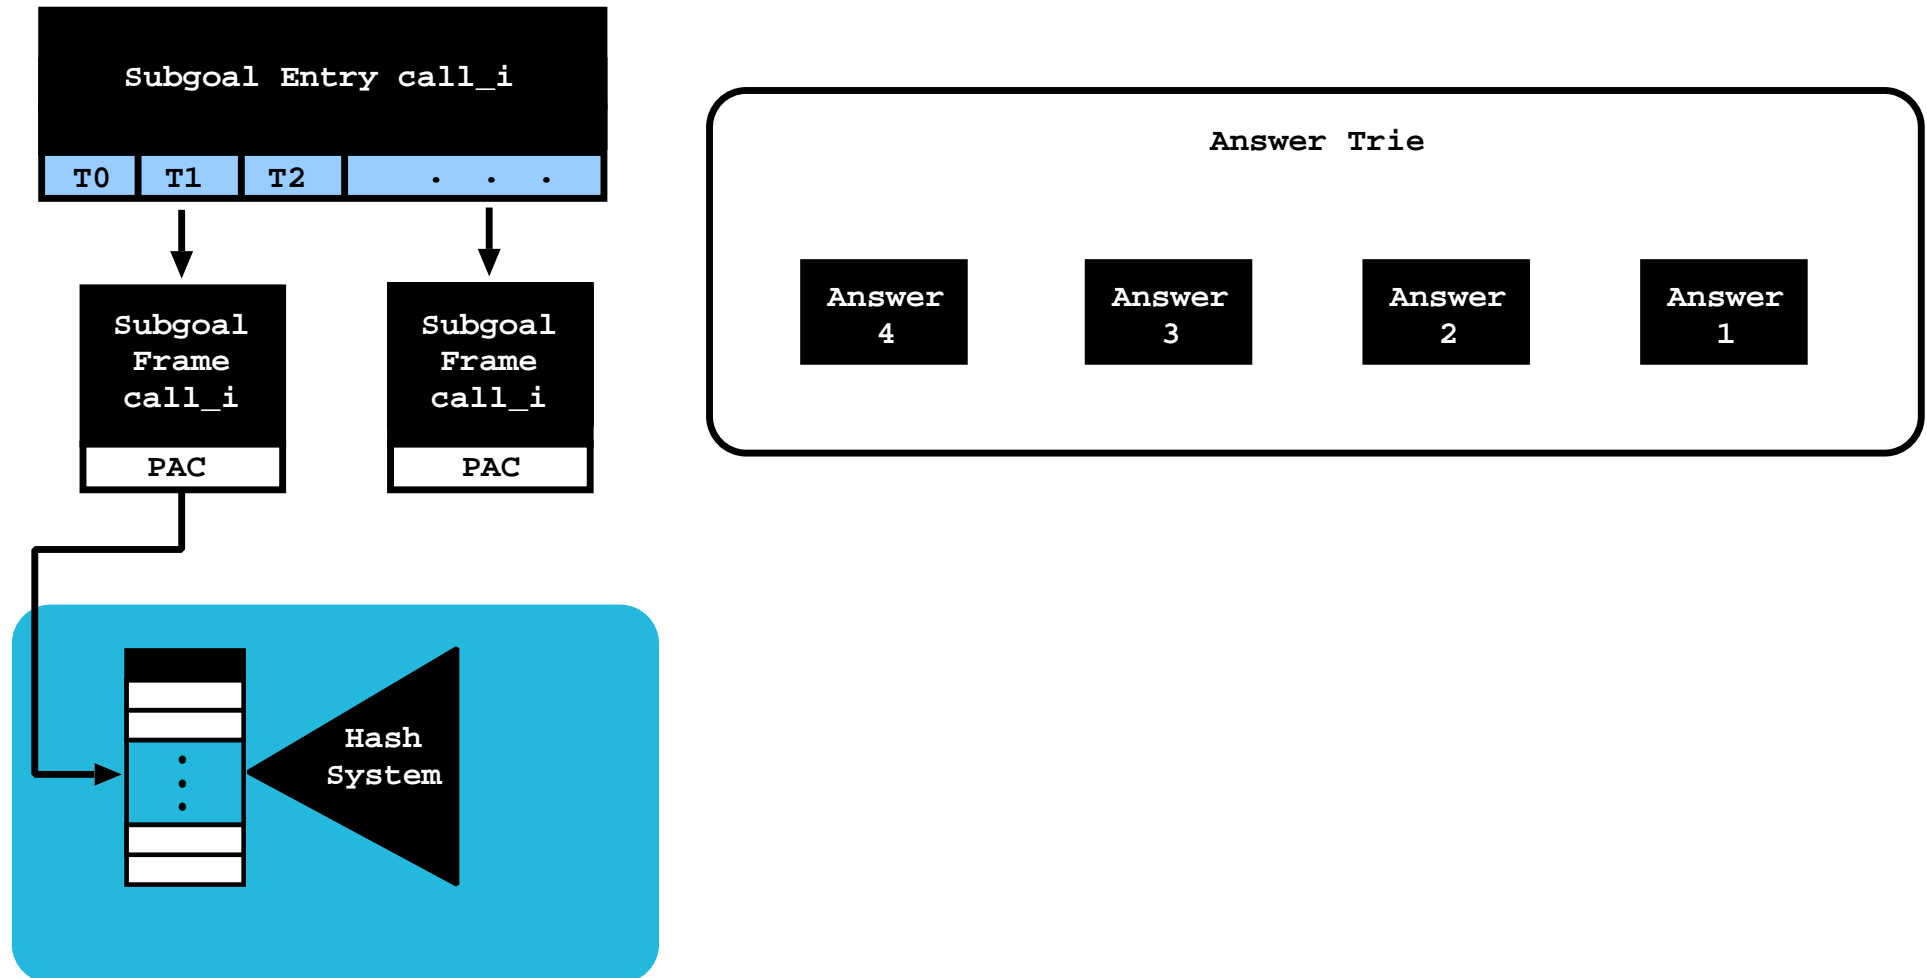 Subgoal Entry call_i
T0 T1 T2 . . .
Subgoal
Frame
call_i
PAC
Subgoal
Frame
call_i
PAC
Answer Trie
Answer
4
Answer
3
Answer
2
Answer
1
Hash
System